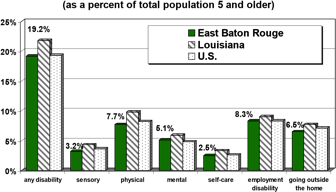 (as a percent of total population 5 and older)
East Baton Rouge
Louisiana
U.S.
25%
20%
15%
10%
5%
0%
19.2%
3.2%
7.7%
5.1%
2.5%
8.3%
6.5%
any disability
sensory
physical
mental
self-care
employment
disability
going outside
the home